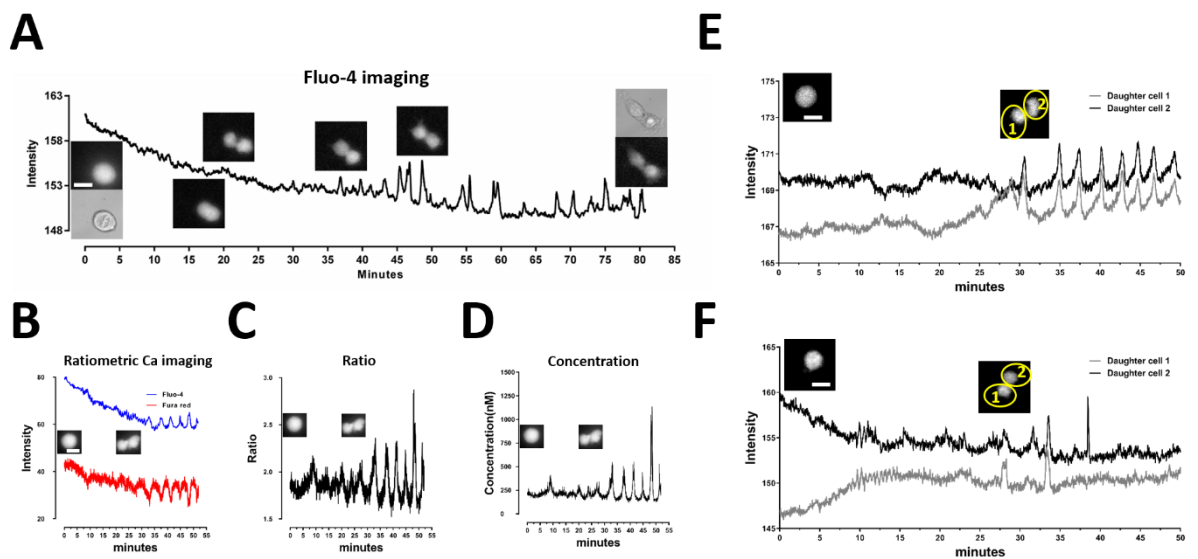 A
Fluo-4 imaging
163
158
153
148
Intensity
0 5 10 15 20 25 30 35 40 45 50 55 60 65 70 75 80 85
Minutes
B
Ratiometric Ca imaging
80
60
40
20
Intensity
Fluo-4
Fura red
0 5 10 15 20 25 30 35 40 45 50 55
minutes
C
Ratio
3.0
2.5
2.0
1.5
Ratio
0 5 10 15 20 25 30 35 40 45 50 55
minutes
D
Concentration
1500
1250
1000
750
500
250
0
Concentration(nM)
0 5 10 15 20 25 30 35 40 45 50 55
minutes
E
175
173
171
169
167
165
Intensity
Daughter cell 1
Daughter cell 2
1
2
0 5 10 15 20 25 30 35 40 45 50
minutes
F
165
160
155
150
145
Intensity
Daughter cell 1
Daughter cell 2
1
2
0 5 10 15 20 25 30 35 40 45 50
minutes